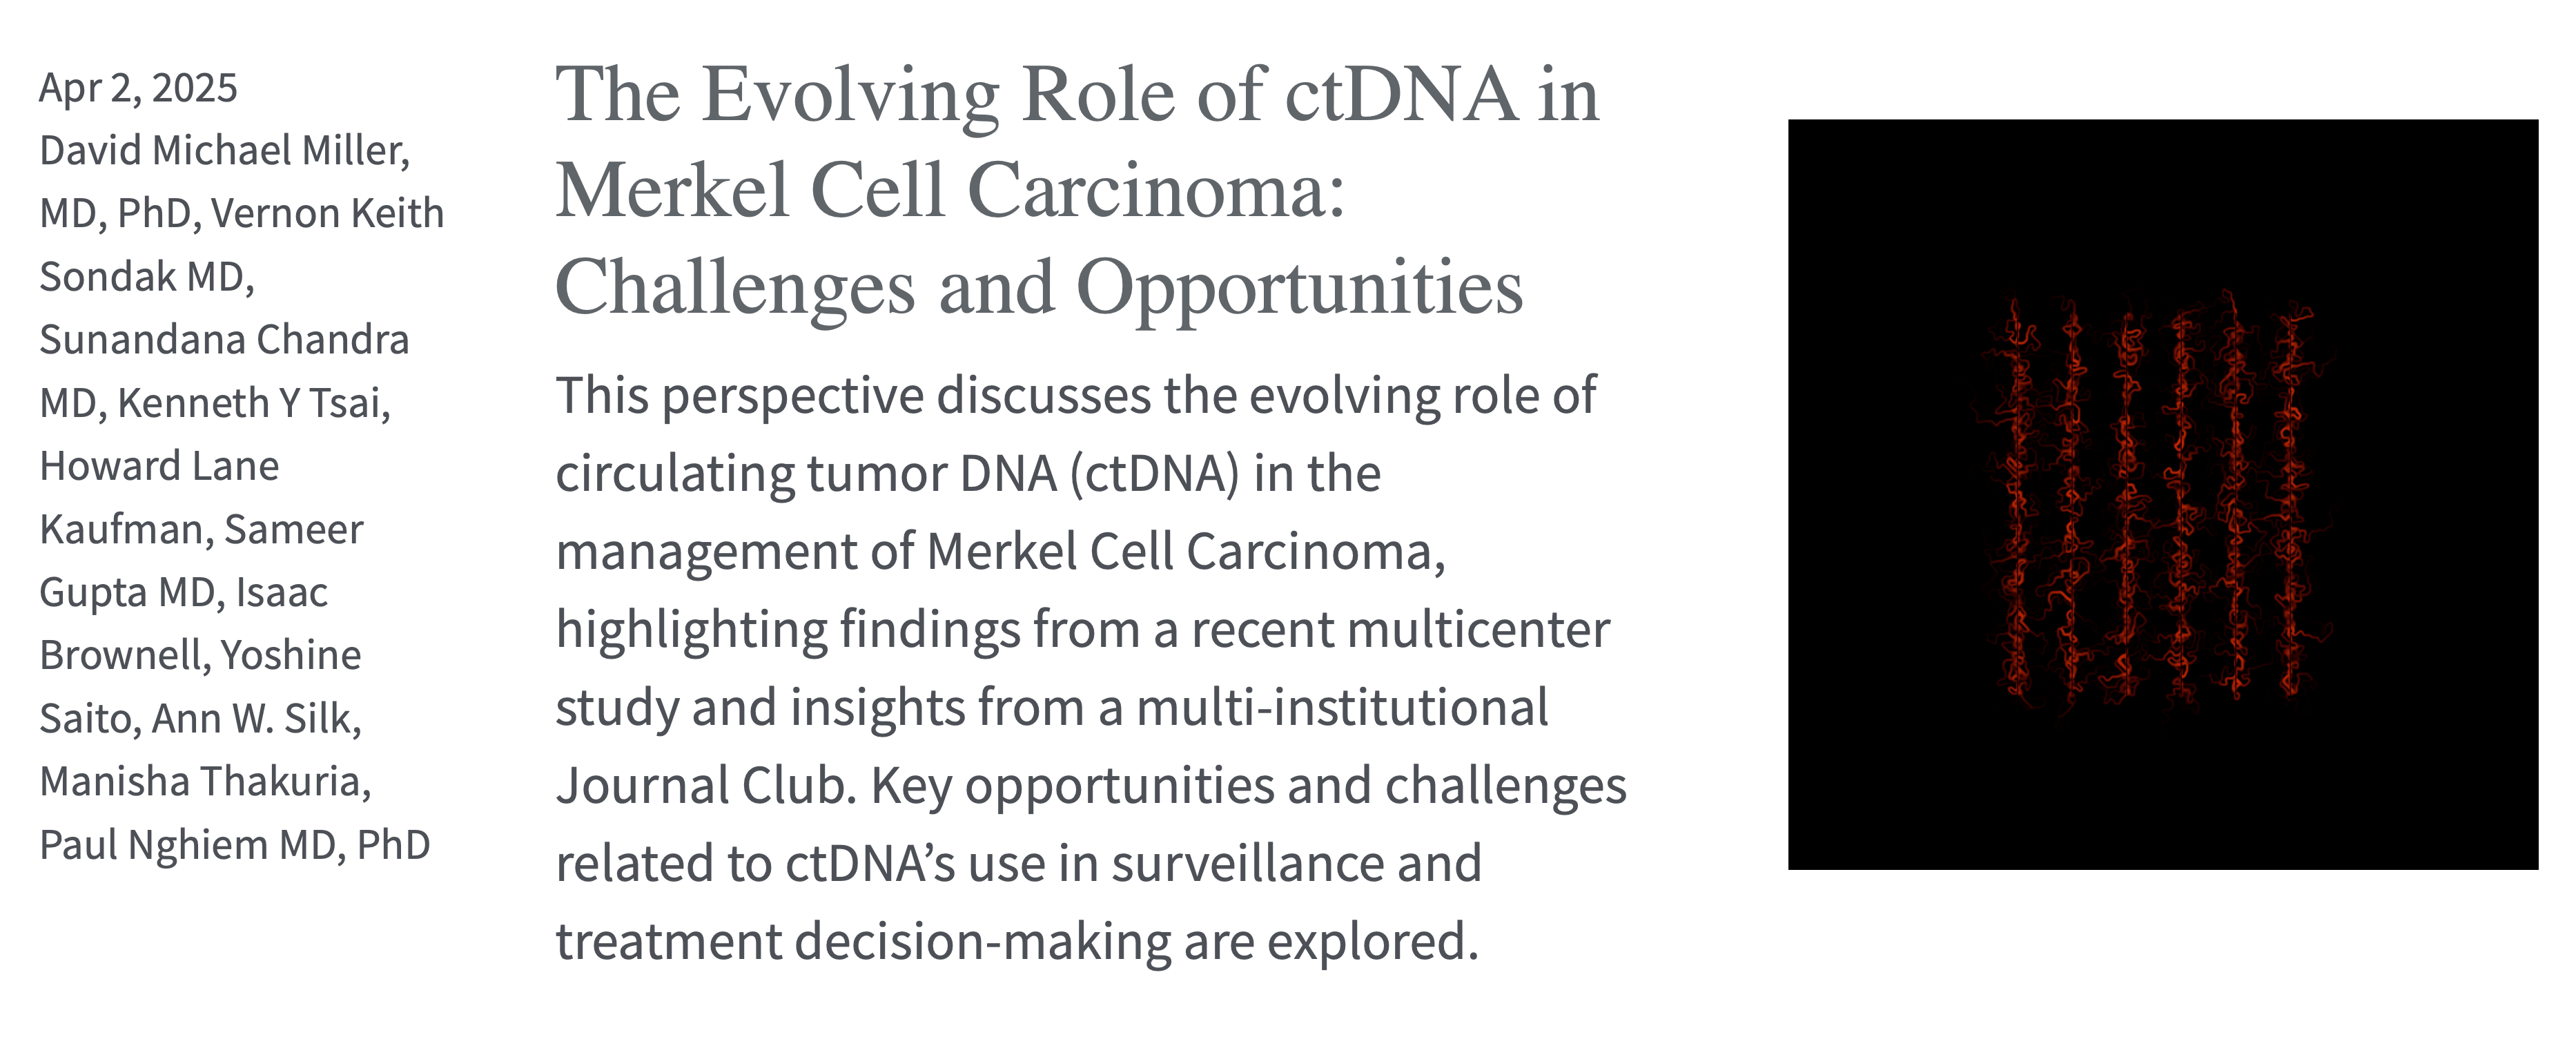 Apr 2, 2025
David Michael Miller,
MD, PhD, Vernon Keith
Sondak MD,
Sunandana Chandra
MD, Kenneth Y Tsai,
Howard Lane
Kaufman, Sameer
Gupta MD, Isaac
Brownell, Yoshine
Saito, Ann W. Silk,
Manisha Thakuria,
Paul Nghiem MD, PhD
The Evolving Role of ctDNA in
Merkel Cell Carcinoma:
Challenges and Opportunities
This perspective discusses the evolving role of
circulating tumor DNA (ctDNA) in the
management of Merkel Cell Carcinoma,
highlighting findings from a recent multicenter
study and insights from a multi-institutional
Journal Club. Key opportunities and challenges
related to ctDNA’s use in surveillance and
treatment decision-making are explored.